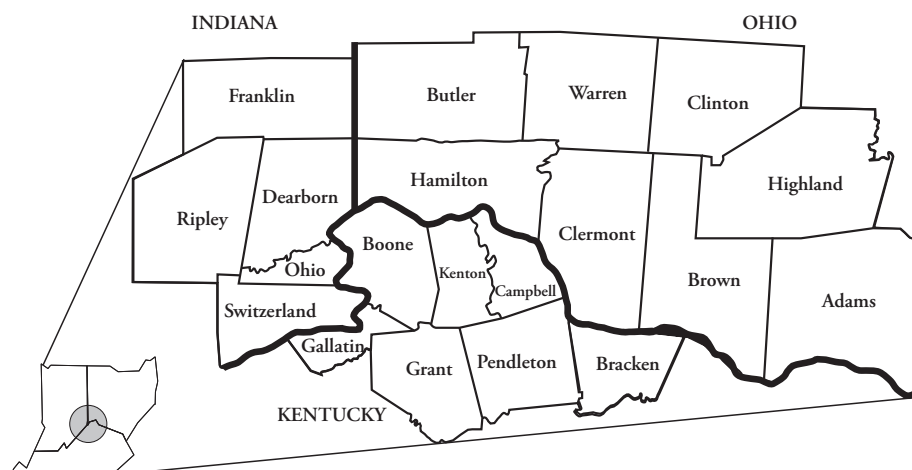 INDIANA
OHIO
Franklin
Butler
Warren
Clinton
Hamilton
Highland
Dearborn
Ripley
Boone
Clermont
Ohio
Kenton
Brown
Campbell
Adams
Switzerland
Gallatin
Grant
Pendleton
Bracken
KENTUCKY